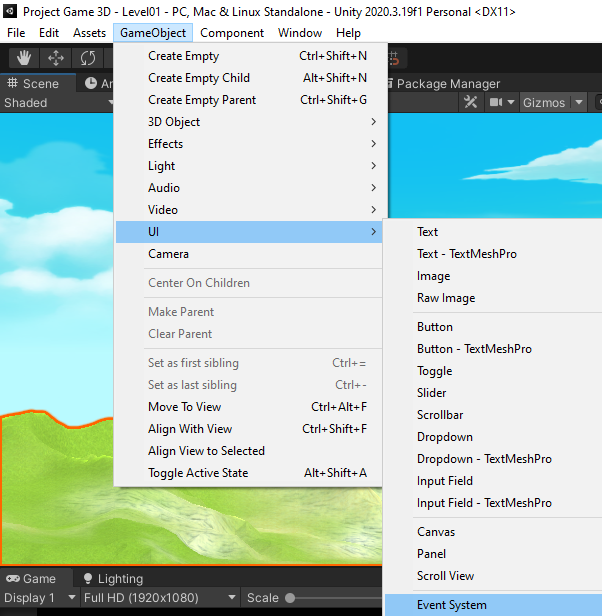 Project Game 3D - Level01 - PC, Mac & Linux Standalone - Unity 2020.3.19f1 Personal <DX11>
File Edit Assets GameObject Component Window Help
Scene
Package Manager
Shaded
Gizmos
Create Empty Ctrl+Shift+N
Create Empty Child Alt+Shift+N
Create Empty Parent Ctrl+Shift+G
3D Object
Effects
Light
Audio
Video
UI
Camera
Center On Children
Make Parent
Clear Parent
Set as first sibling Ctrl+=
Set as last sibling Ctrl+-
Move To View Ctrl+Alt+F
Align With View Ctrl+Shift+F
Align View to Selected
Toggle Active State Alt+Shift+A
Text
Text - TextMeshPro
Image
Raw Image
Button
Button - TextMeshPro
Toggle
Slider
Scrollbar
Dropdown
Dropdown - TextMeshPro
Input Field
Input Field - TextMeshPro
Canvas
Panel
Scroll View
Event System
Game Lighting
Display 1 Full HD (1920x1080) Scale